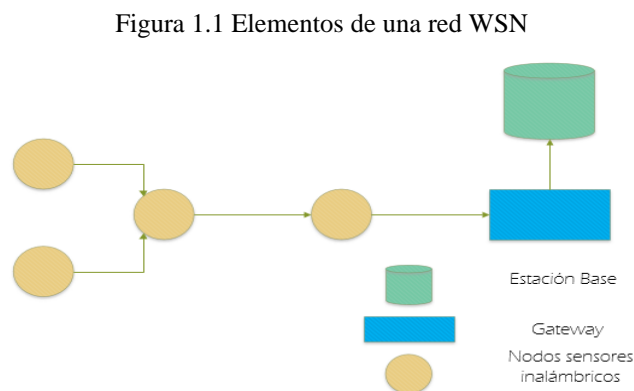 Figura 1.1 Elementos de una red WSN
Estación Base
Gateway
Nodos sensores
inalámbricos